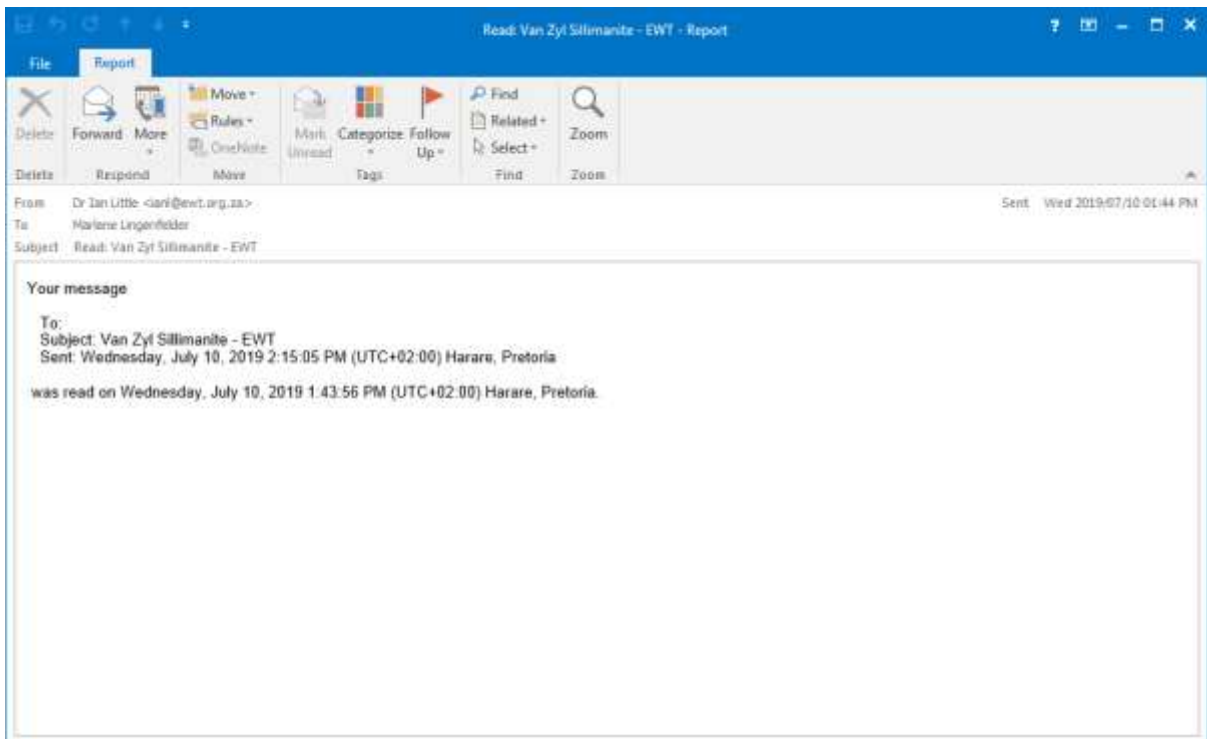 Read: Van Zyl Sillimanite - EWT - Report
File Report
Delete
Forward
More
Move
Rules
OneNote
Mark Unread
Categorize
Follow Up
Find
Related
Select
Zoom
Delete Respond Move Tags Find Zoom
From Dr Ian Little <ianl@ewt.org.za> Sent Wed 2019/07/10 01:44 PM
To Marlene Lingenfelder
Subject Read: Van Zyl Sillimanite - EWT
Your message
To:
Subject: Van Zyl Sillimanite - EWT
Sent: Wednesday, July 10, 2019 2:15:05 PM (UTC+02:00) Harare, Pretoria
was read on Wednesday, July 10, 2019 1:43:56 PM (UTC+02:00) Harare, Pretoria.